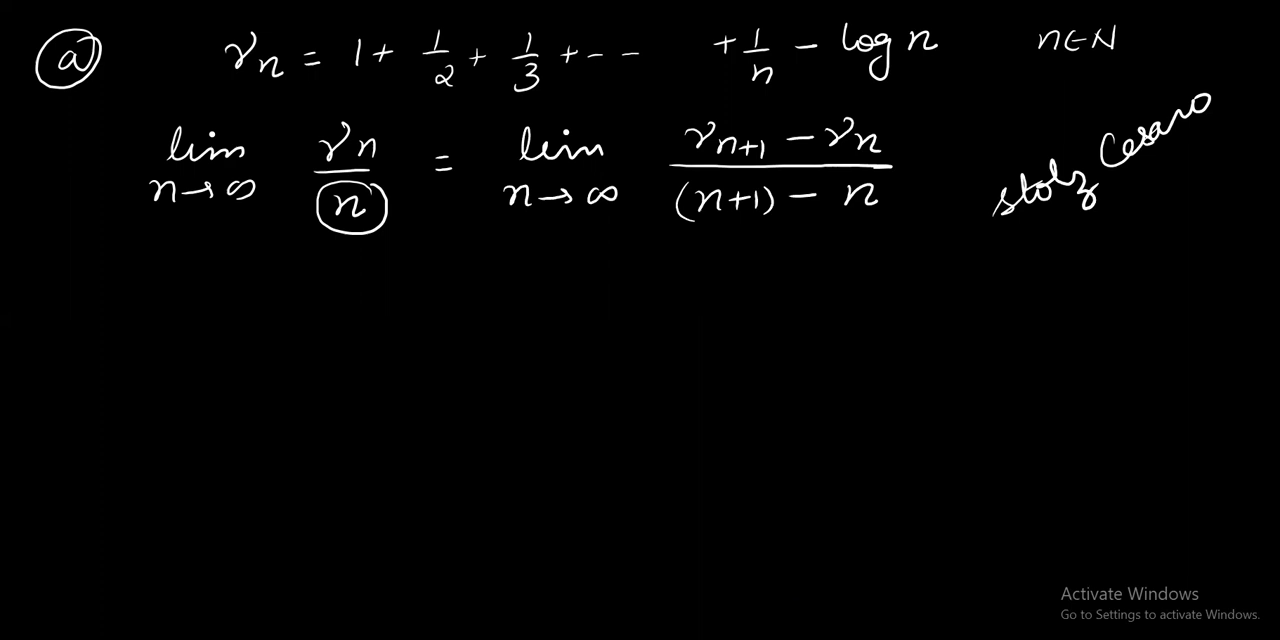 (a) γn = 1 + 1/2 + 1/3 + -- + 1/n - log n n∈N
lim n→∞ γn/n = lim n→∞ (γn+1 - γn)/((n+1) - n) stolz Cesaro
Activate Windows
Go to Settings to activate Windows.